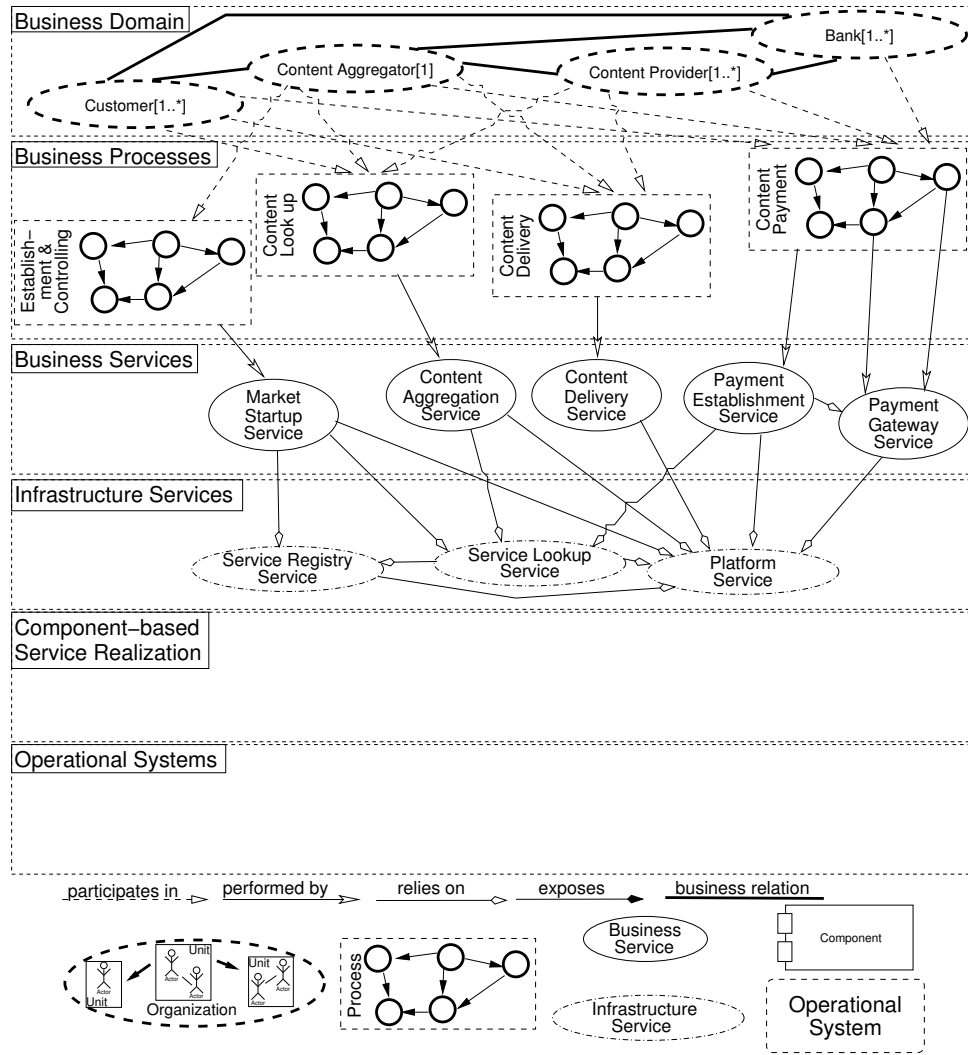 Business Domain
Bank[1..*]
Content Aggregator[1]
Content Provider[1..*]
Customer[1..*]
Business Processes
Establish–
ment &
Controlling
Content
Look up
Content
Delivery
Content
Payment
Business Services
Market
Startup
Service
Content
Aggregation
Service
Content
Delivery
Service
Payment
Establishment
Service
Payment
Gateway
Service
Infrastructure Services
Service Registry
Service
Service Lookup
Service
Platform
Service
Component–based
Service Realization
Operational Systems
participates in
performed by
relies on
exposes
business relation
Unit
Actor
Unit
Actor
Actor
Unit
Actor
Actor
Organization
Process
Business
Service
Infrastructure
Service
Component
Operational
System